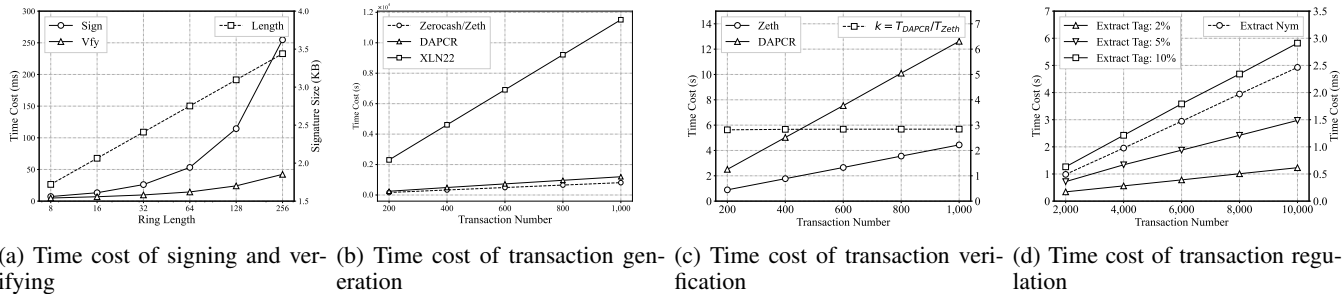 300
250
200
150
100
50
0
Time Cost (ms)
Sign
Vfy
Length
4.0
3.5
3.0
2.5
2.0
1.5
Signature Size (KB)
8 16 32 64 128 256
Ring Length
(a) Time cost of signing and ver-
ifying
1.2
1.0
0.8
0.6
0.4
0.2
0.0
Time Cost (s)
Zerocash/Zeth
DAPCR
XLN22
200 400 600 800 1,000
Transaction Number
(b) Time cost of transaction gen-
eration
14
12
10
8
6
4
2
0
Time Cost (s)
Zeth
DAPCR
k = T_DAPCR/T_Zeth
7
6
5
4
3
2
1
0
200 400 600 800 1,000
Transaction Number
(c) Time cost of transaction veri-
fication
7
6
5
4
3
2
1
0
Time Cost (s)
Extract Tag: 2%
Extract Tag: 5%
Extract Tag: 10%
Extract Nym
3.5
3.0
2.5
2.0
1.5
1.0
0.5
0.0
Time Cost (ms)
2,000 4,000 6,000 8,000 10,000
Transaction Number
(d) Time cost of transaction regu-
lation